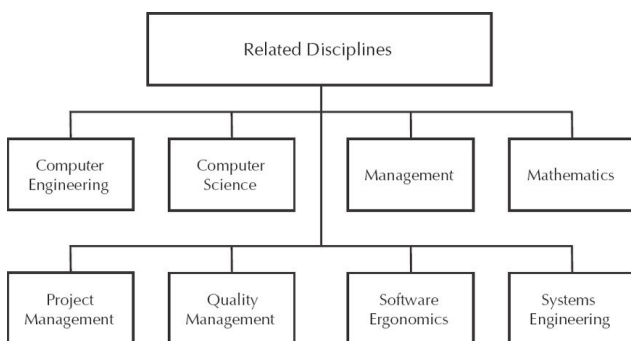 Related Disciplines
Computer
Engineering
Computer
Science
Management
Mathematics
Project
Management
Quality
Management
Software
Ergonomics
Systems
Engineering